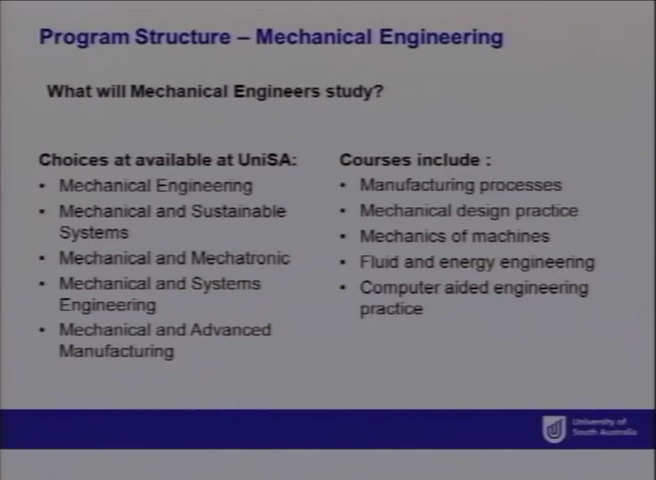 Program Structure – Mechanical Engineering
What will Mechanical Engineers study?
Choices at available at UniSA:
• Mechanical Engineering
• Mechanical and Sustainable
Systems
• Mechanical and Mechatronic
• Mechanical and Systems
Engineering
• Mechanical and Advanced
Manufacturing
Courses include :
• Manufacturing processes
• Mechanical design practice
• Mechanics of machines
• Fluid and energy engineering
• Computer aided engineering
practice
University of
South Australia